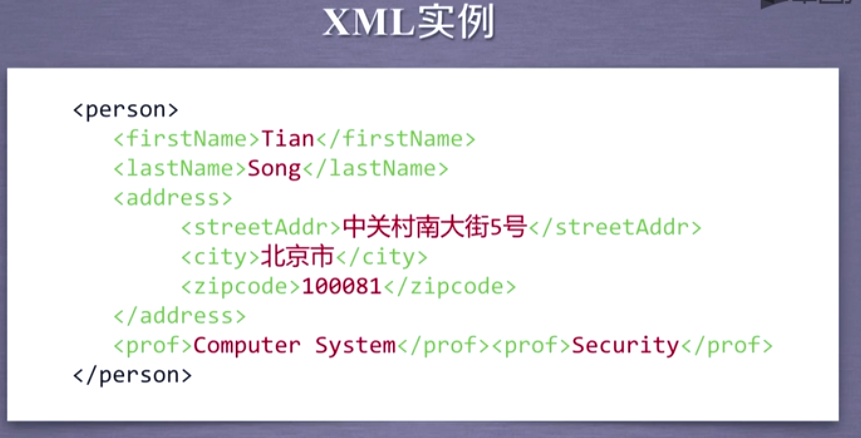 XML实例
<person>
<firstName>Tian</firstName>
<lastName>Song</lastName>
<address>
<streetAddr>中关村南大街5号</streetAddr>
<city>北京市</city>
<zipcode>100081</zipcode>
</address>
<prof>Computer System</prof><prof>Security</prof>
</person>